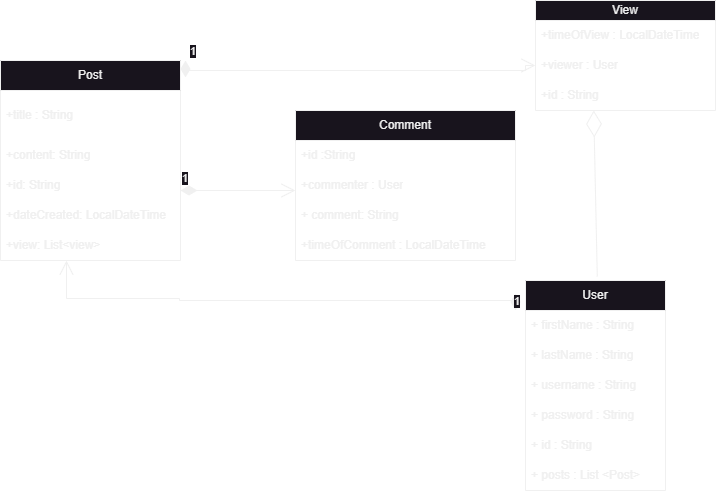 View
+timeOfView : LocalDateTime
+viewer : User
+id : String
1
Post
+title : String
+content: String
+id: String
+dateCreated: LocalDateTime
+view: List<view>
1
Comment
+id :String
+commenter : User
+ comment: String
+timeOfComment : LocalDateTime
1
User
+ firstName : String
+ lastName : String
+ username : String
+ password : String
+ id : String
+ posts : List <Post>